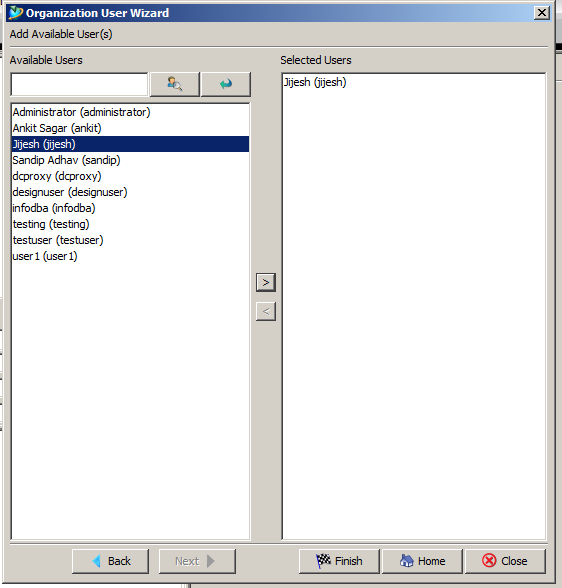 Organization User Wizard
Add Available User(s)
Available Users
Selected Users
Administrator (administrator)
Ankit Sagar (ankit)
Jijesh (jijesh)
Sandip Adhav (sandip)
dcproxy (dcproxy)
designuser (designuser)
infodba (infodba)
testing (testing)
testuser (testuser)
user1 (user1)
Jijesh (jijesh)
>
<
Back
Next
Finish
Home
Close